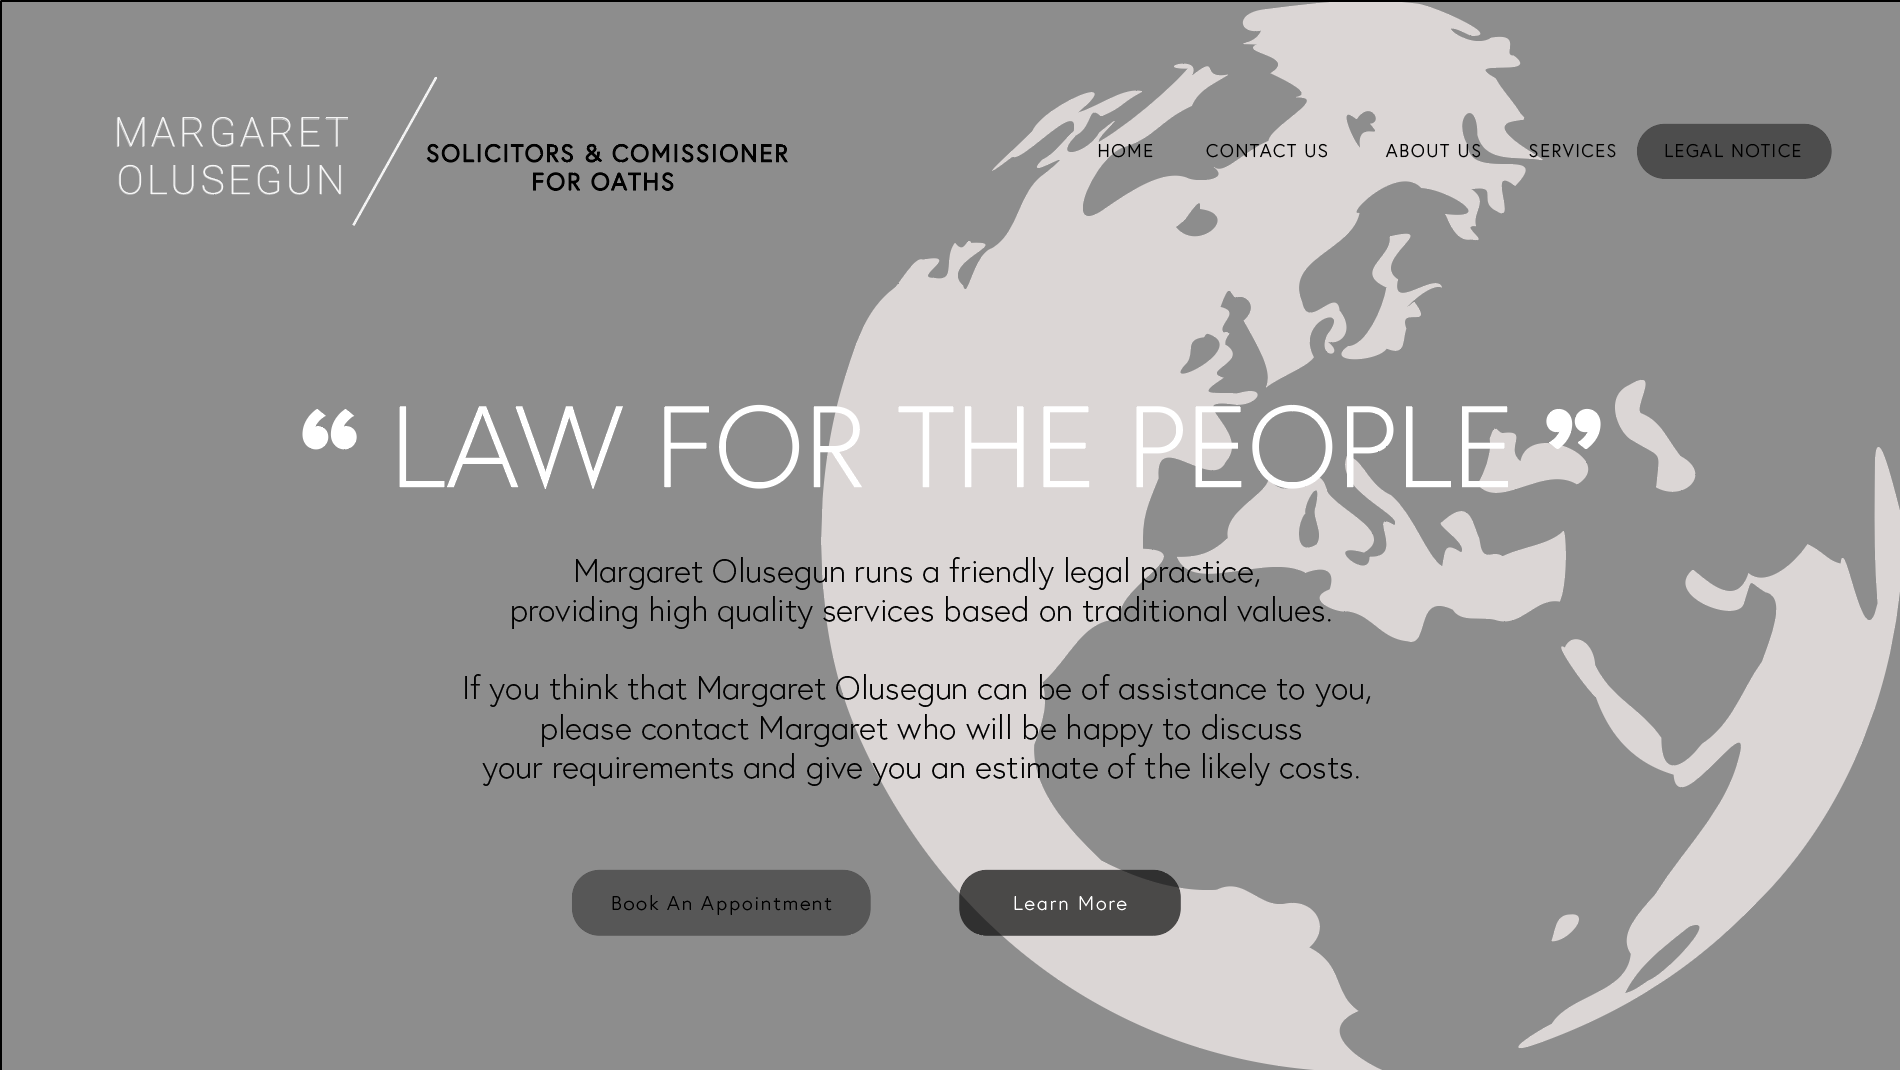 MARGARET
OLUSEGUN
SOLICITORS & COMISSIONER
FOR OATHS
HOME
CONTACT US
ABOUT US
SERVICES
LEGAL NOTICE
“ LAW FOR THE PEOPLE ”
Margaret Olusegun runs a friendly legal practice,
providing high quality services based on traditional values.
If you think that Margaret Olusegun can be of assistance to you,
please contact Margaret who will be happy to discuss
your requirements and give you an estimate of the likely costs.
Book An Appointment
Learn More